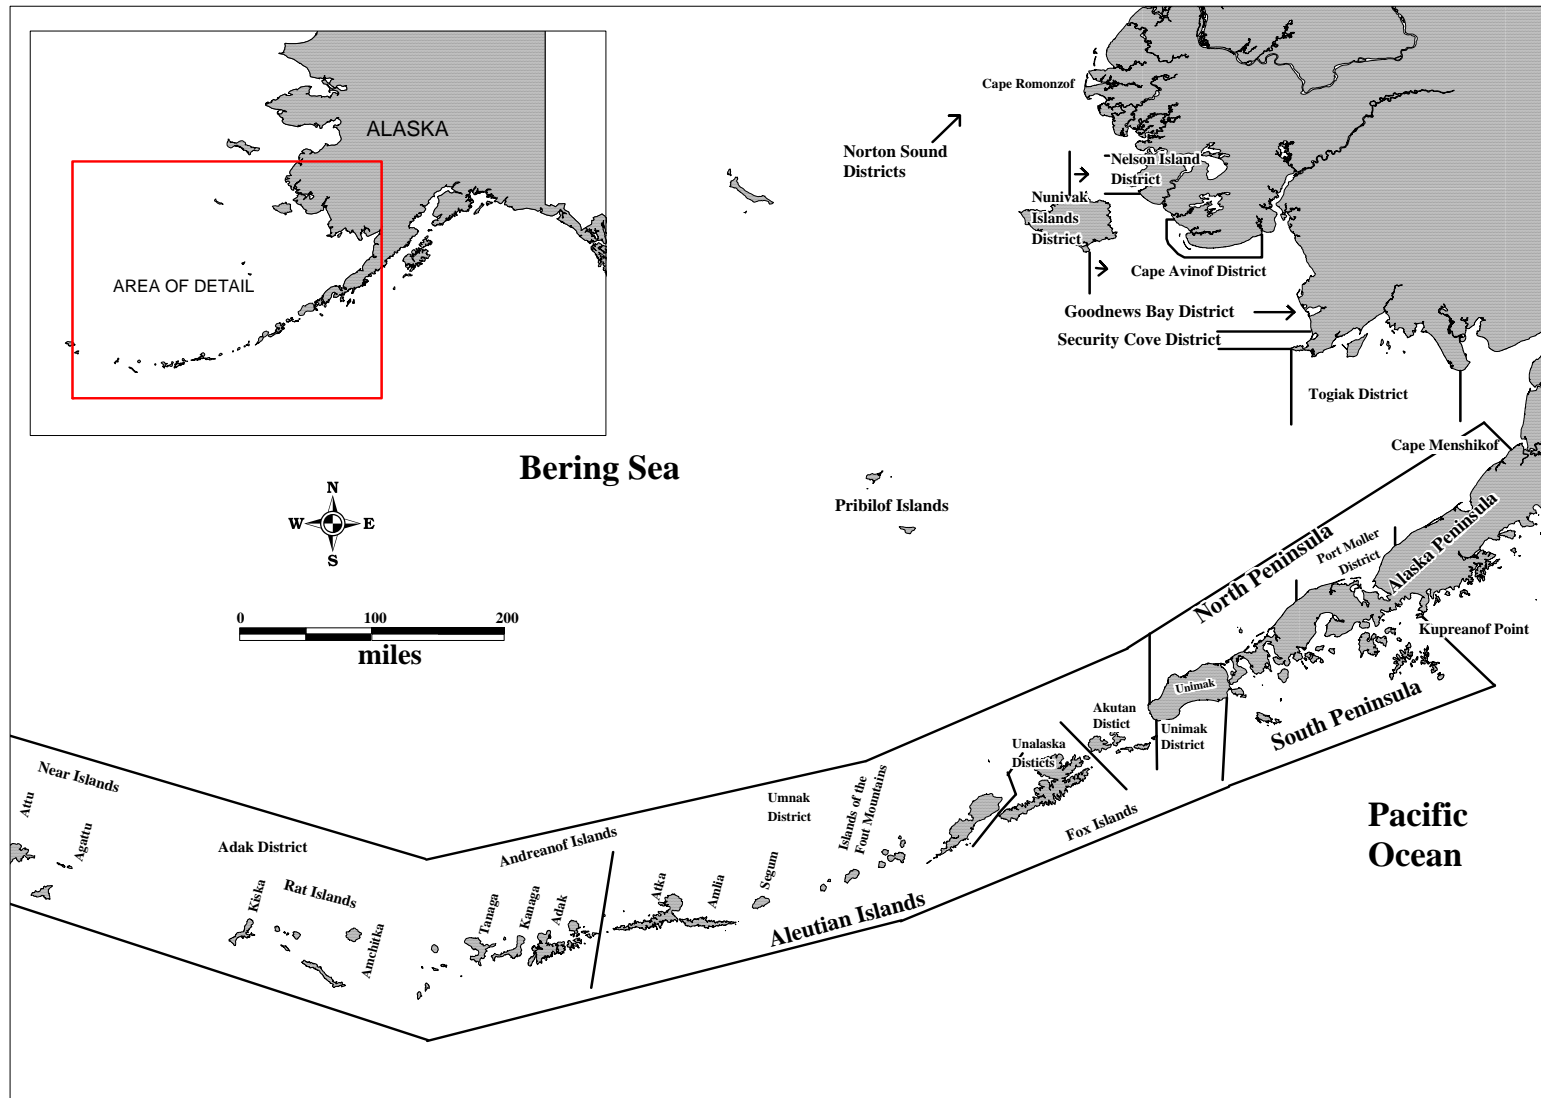 ALASKA
AREA OF DETAIL
Cape Romonzof
Norton Sound
Districts
Nelson Island
District
Nunivak
Islands
District
Cape Avinof District
Goodnews Bay District
Security Cove District
Togiak District
Cape Menshikof
Bering Sea
Pribilof Islands
N
W
E
S
0
100
200
miles
North Peninsula
Port Moller
District
Alaska Peninsula
Kupreanof Point
South Peninsula
Unimak
Akutan
Distict
Unimak
District
Unalaska
Disticts
Fox Islands
Pacific
Ocean
Near Islands
Attu
Agattu
Adak District
Rat Islands
Kiska
Amchitka
Andreanof Islands
Tanaga
Kanaga
Adak
Atka
Amlia
Segum
Umnak
District
Islands of the
Fout Mountains
Aleutian Islands